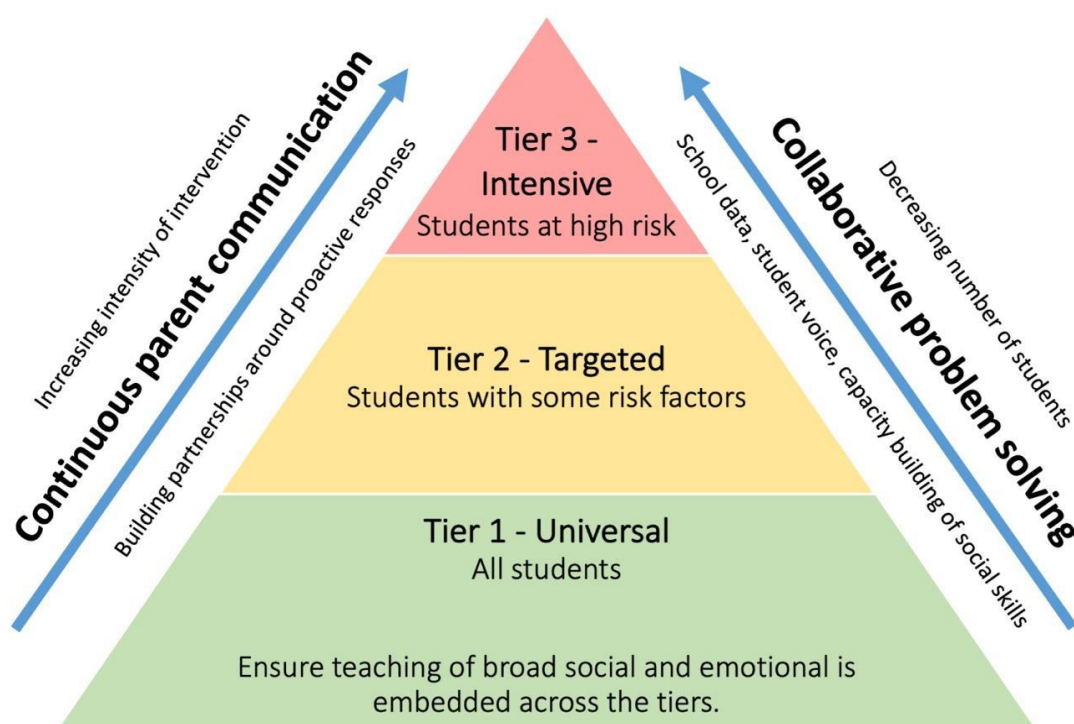 Tier 3 -
Intensive
Students at high risk
Tier 2 - Targeted
Students with some risk factors
Tier 1 - Universal
All students
Ensure teaching of broad social and emotional is
embedded across the tiers.
Increasing intensity of intervention
Continuous parent communication
Building partnerships around proactive responses
School data, student voice, capacity building of social skills
Collaborative problem solving
Decreasing number of students